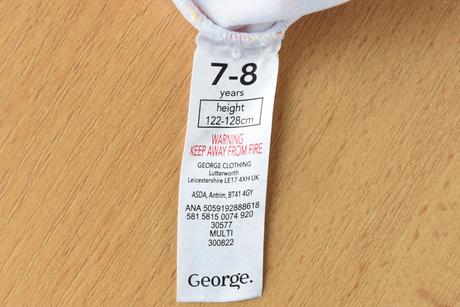 7-8
years
height
122-128cm
WARNING
KEEP AWAY FROM FIRE
GEORGE CLOTHING
Lutterworth
Leicestershire LE17 4XH UK
ASDA, Antrim, BT41 4GY
ANA 5059192888618
581 5815 0074 920
30577
MULTI
300822
George.